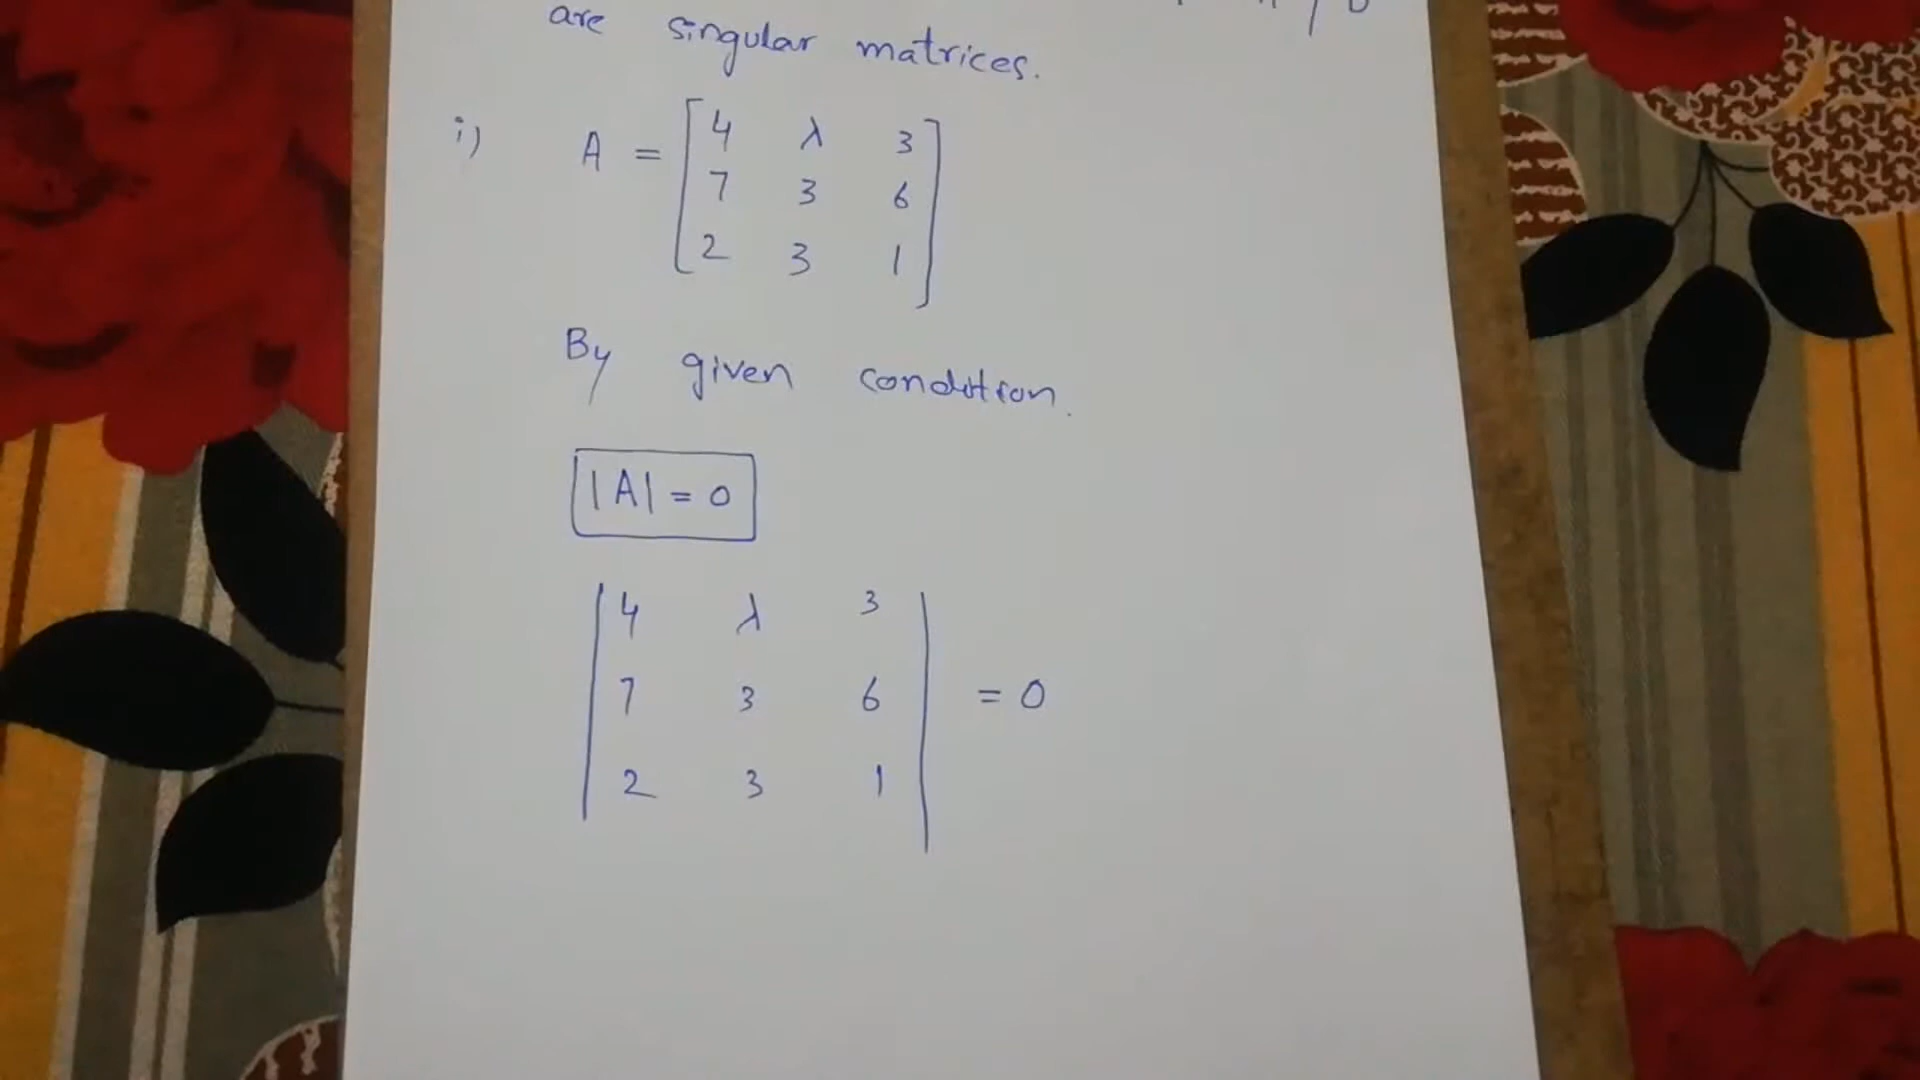 are singular matrices.
i) A = [4 λ 3
7 3 6
2 3 1]
By given condition.
|A| = 0
|4 λ 3|
|7 3 6| = 0
|2 3 1|